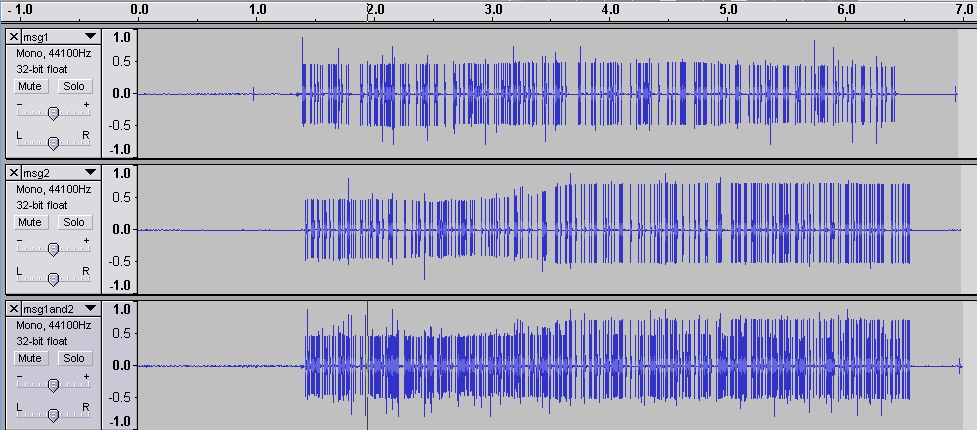 - 1.0 0.0 1.0 2.0 3.0 4.0 5.0 6.0 7.0
× msg1 ▼ 1.0
Mono, 44100Hz
32-bit float 0.5
Mute Solo 0.0
- +
L R -0.5
-1.0
× msg2 ▼ 1.0
Mono, 44100Hz
32-bit float 0.5
Mute Solo 0.0
- +
L R -0.5
-1.0
× msg1and2 ▼ 1.0
Mono, 44100Hz
32-bit float 0.5
Mute Solo 0.0
- +
L R -0.5
-1.0